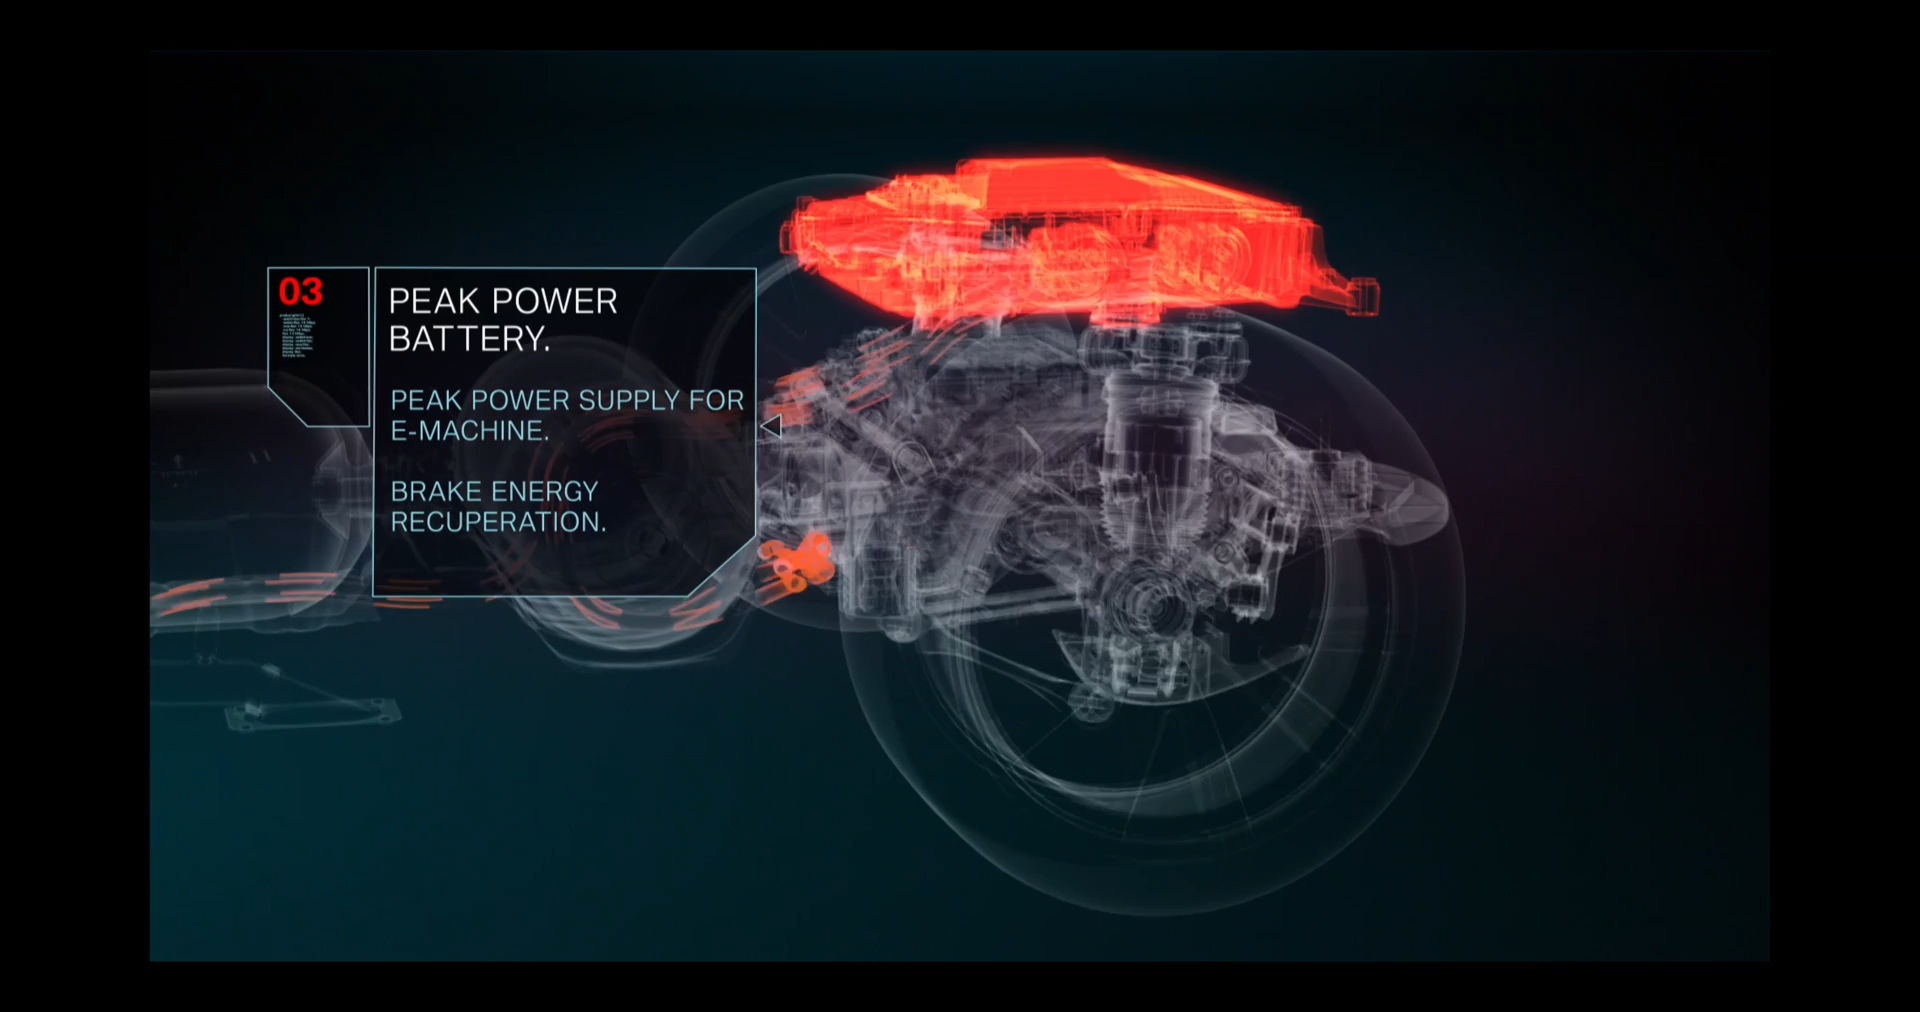 03
PEAK POWER
BATTERY.
PEAK POWER SUPPLY FOR
E-MACHINE.
BRAKE ENERGY
RECUPERATION.